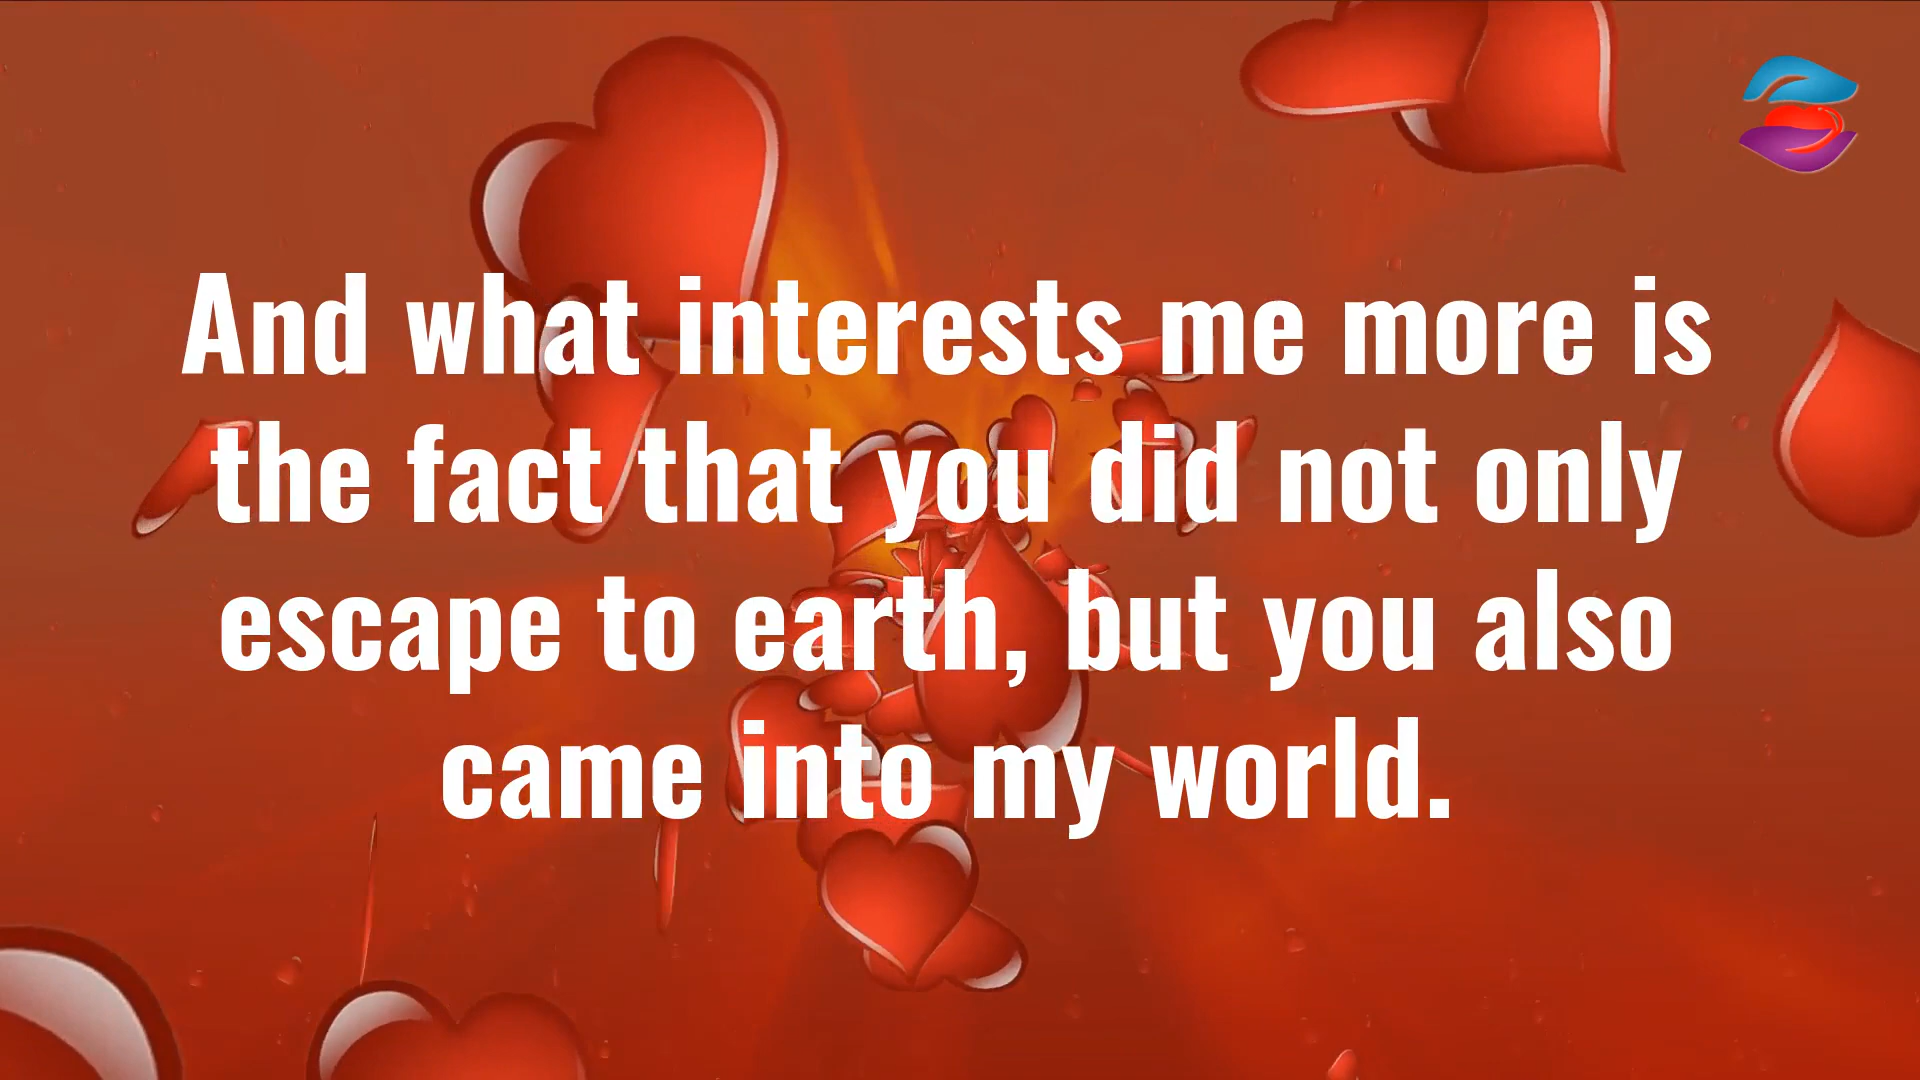 And what interests me more is
the fact that you did not only
escape to earth, but you also
came into my world.